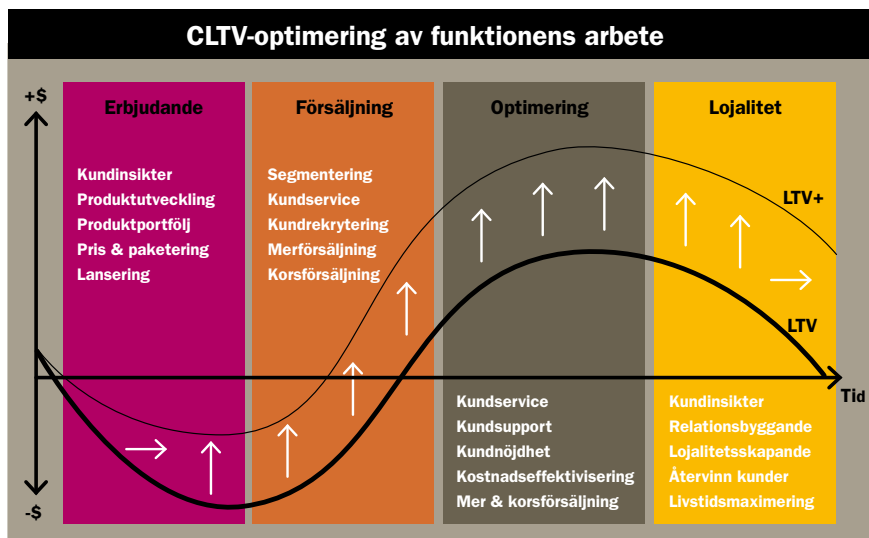 CLTV-optimering av funktionens arbete
+$
Erbjudande
Kundinsikter
Produktutveckling
Produktportfölj
Pris & paketering
Lansering
Försäljning
Segmentering
Kundservice
Kundrekrytering
Merförsäljning
Korsförsäljning
Optimering
Kundservice
Kundsupport
Kundnöjdhet
Kostnadseffektivisering
Mer & korsförsäljning
Lojalitet
LTV+
LTV
Tid
Kundinsikter
Relationsbyggande
Lojalitetsskapande
Återvinn kunder
Livstidsmaximering
-$